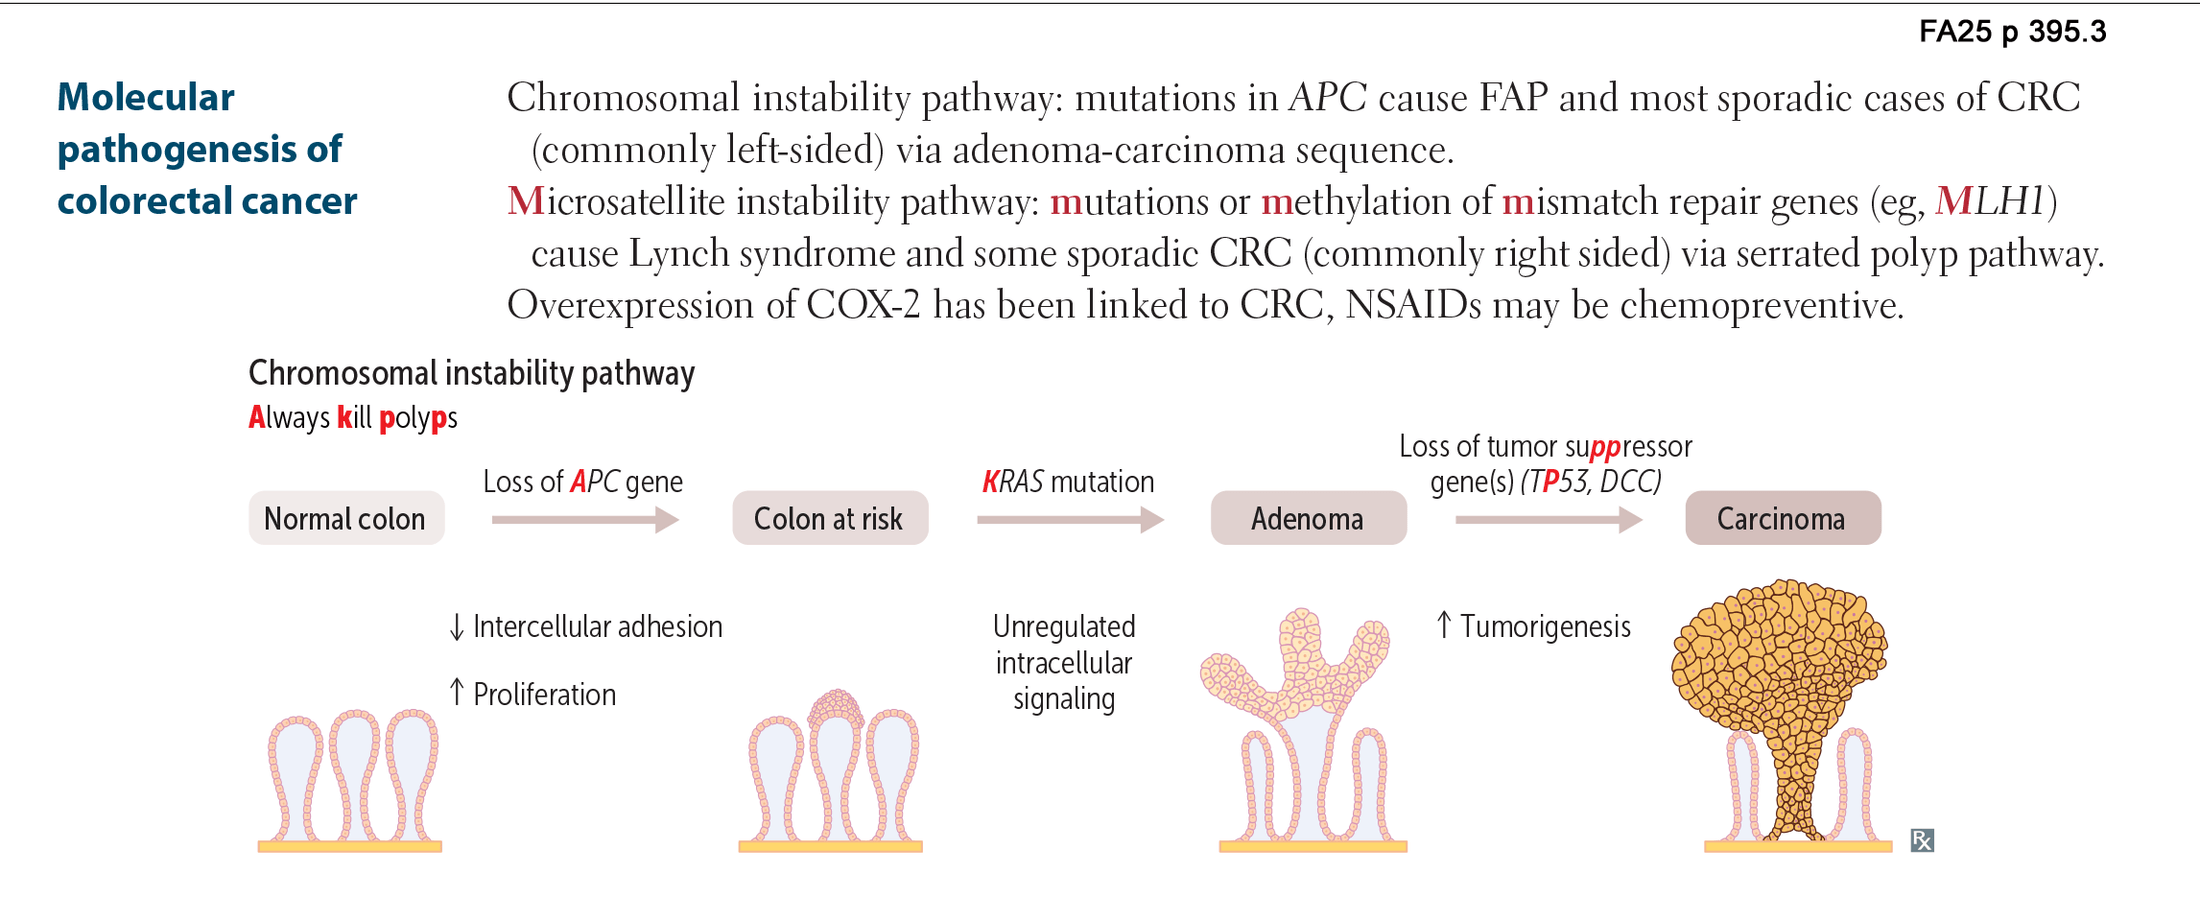 FA25 p 395.3
Molecular
pathogenesis of
colorectal cancer
Chromosomal instability pathway: mutations in APC cause FAP and most sporadic cases of CRC
(commonly left-sided) via adenoma-carcinoma sequence.
Microsatellite instability pathway: mutations or methylation of mismatch repair genes (eg, MLH1)
cause Lynch syndrome and some sporadic CRC (commonly right sided) via serrated polyp pathway.
Overexpression of COX-2 has been linked to CRC, NSAIDs may be chemopreventive.
Chromosomal instability pathway
Always kill polyps
Loss of APC gene
KRAS mutation
Loss of tumor suppressor
gene(s) (TP53, DCC)
Normal colon
Colon at risk
Adenoma
Carcinoma
↓ Intercellular adhesion
↑ Proliferation
Unregulated
intracellular
signaling
↑ Tumorigenesis
Rx